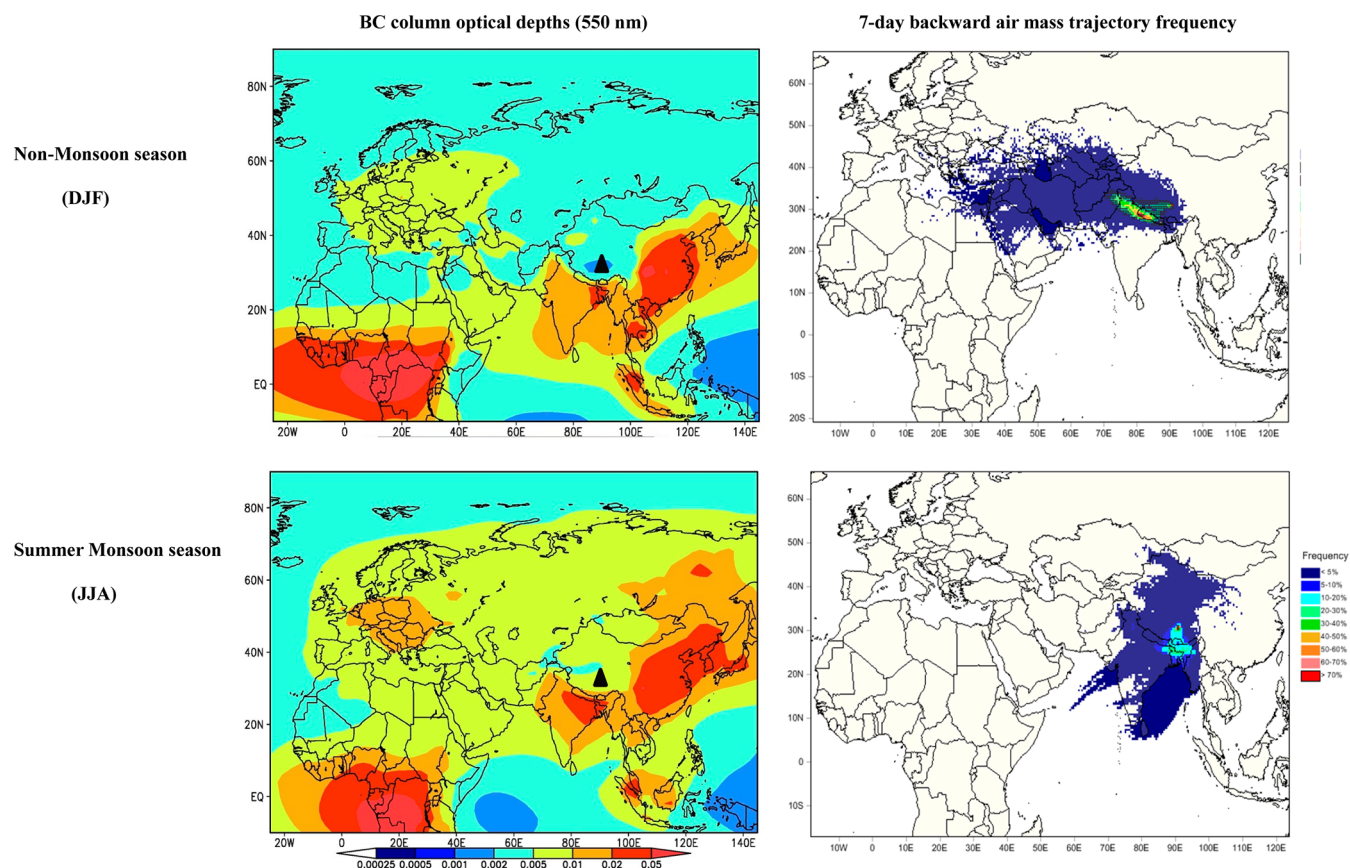 BC column optical depths (550 nm)
7-day backward air mass trajectory frequency
Non-Monsoon season
(DJF)
80N
60N
40N
20N
EQ
20W 0 20E 40E 60E 80E 100E 120E 140E
60N
50N
40N
30N
20N
10N
0
10S
20S
10W 0 10E 20E 30E 40E 50E 60E 70E 80E 90E 100E 110E 120E
Summer Monsoon season
(JJA)
80N
60N
40N
20N
EQ
20W 0 20E 40E 60E 80E 100E 120E 140E
0.00025 0.0005 0.001 0.002 0.005 0.01 0.02 0.05
60N
50N
40N
30N
20N
10N
0
10S
10W 0 10E 20E 30E 40E 50E 60E 70E 80E 90E 100E 110E 120E
Frequency
< 5%
5-10%
10-20%
20-30%
30-40%
40-50%
50-60%
60-70%
> 70%